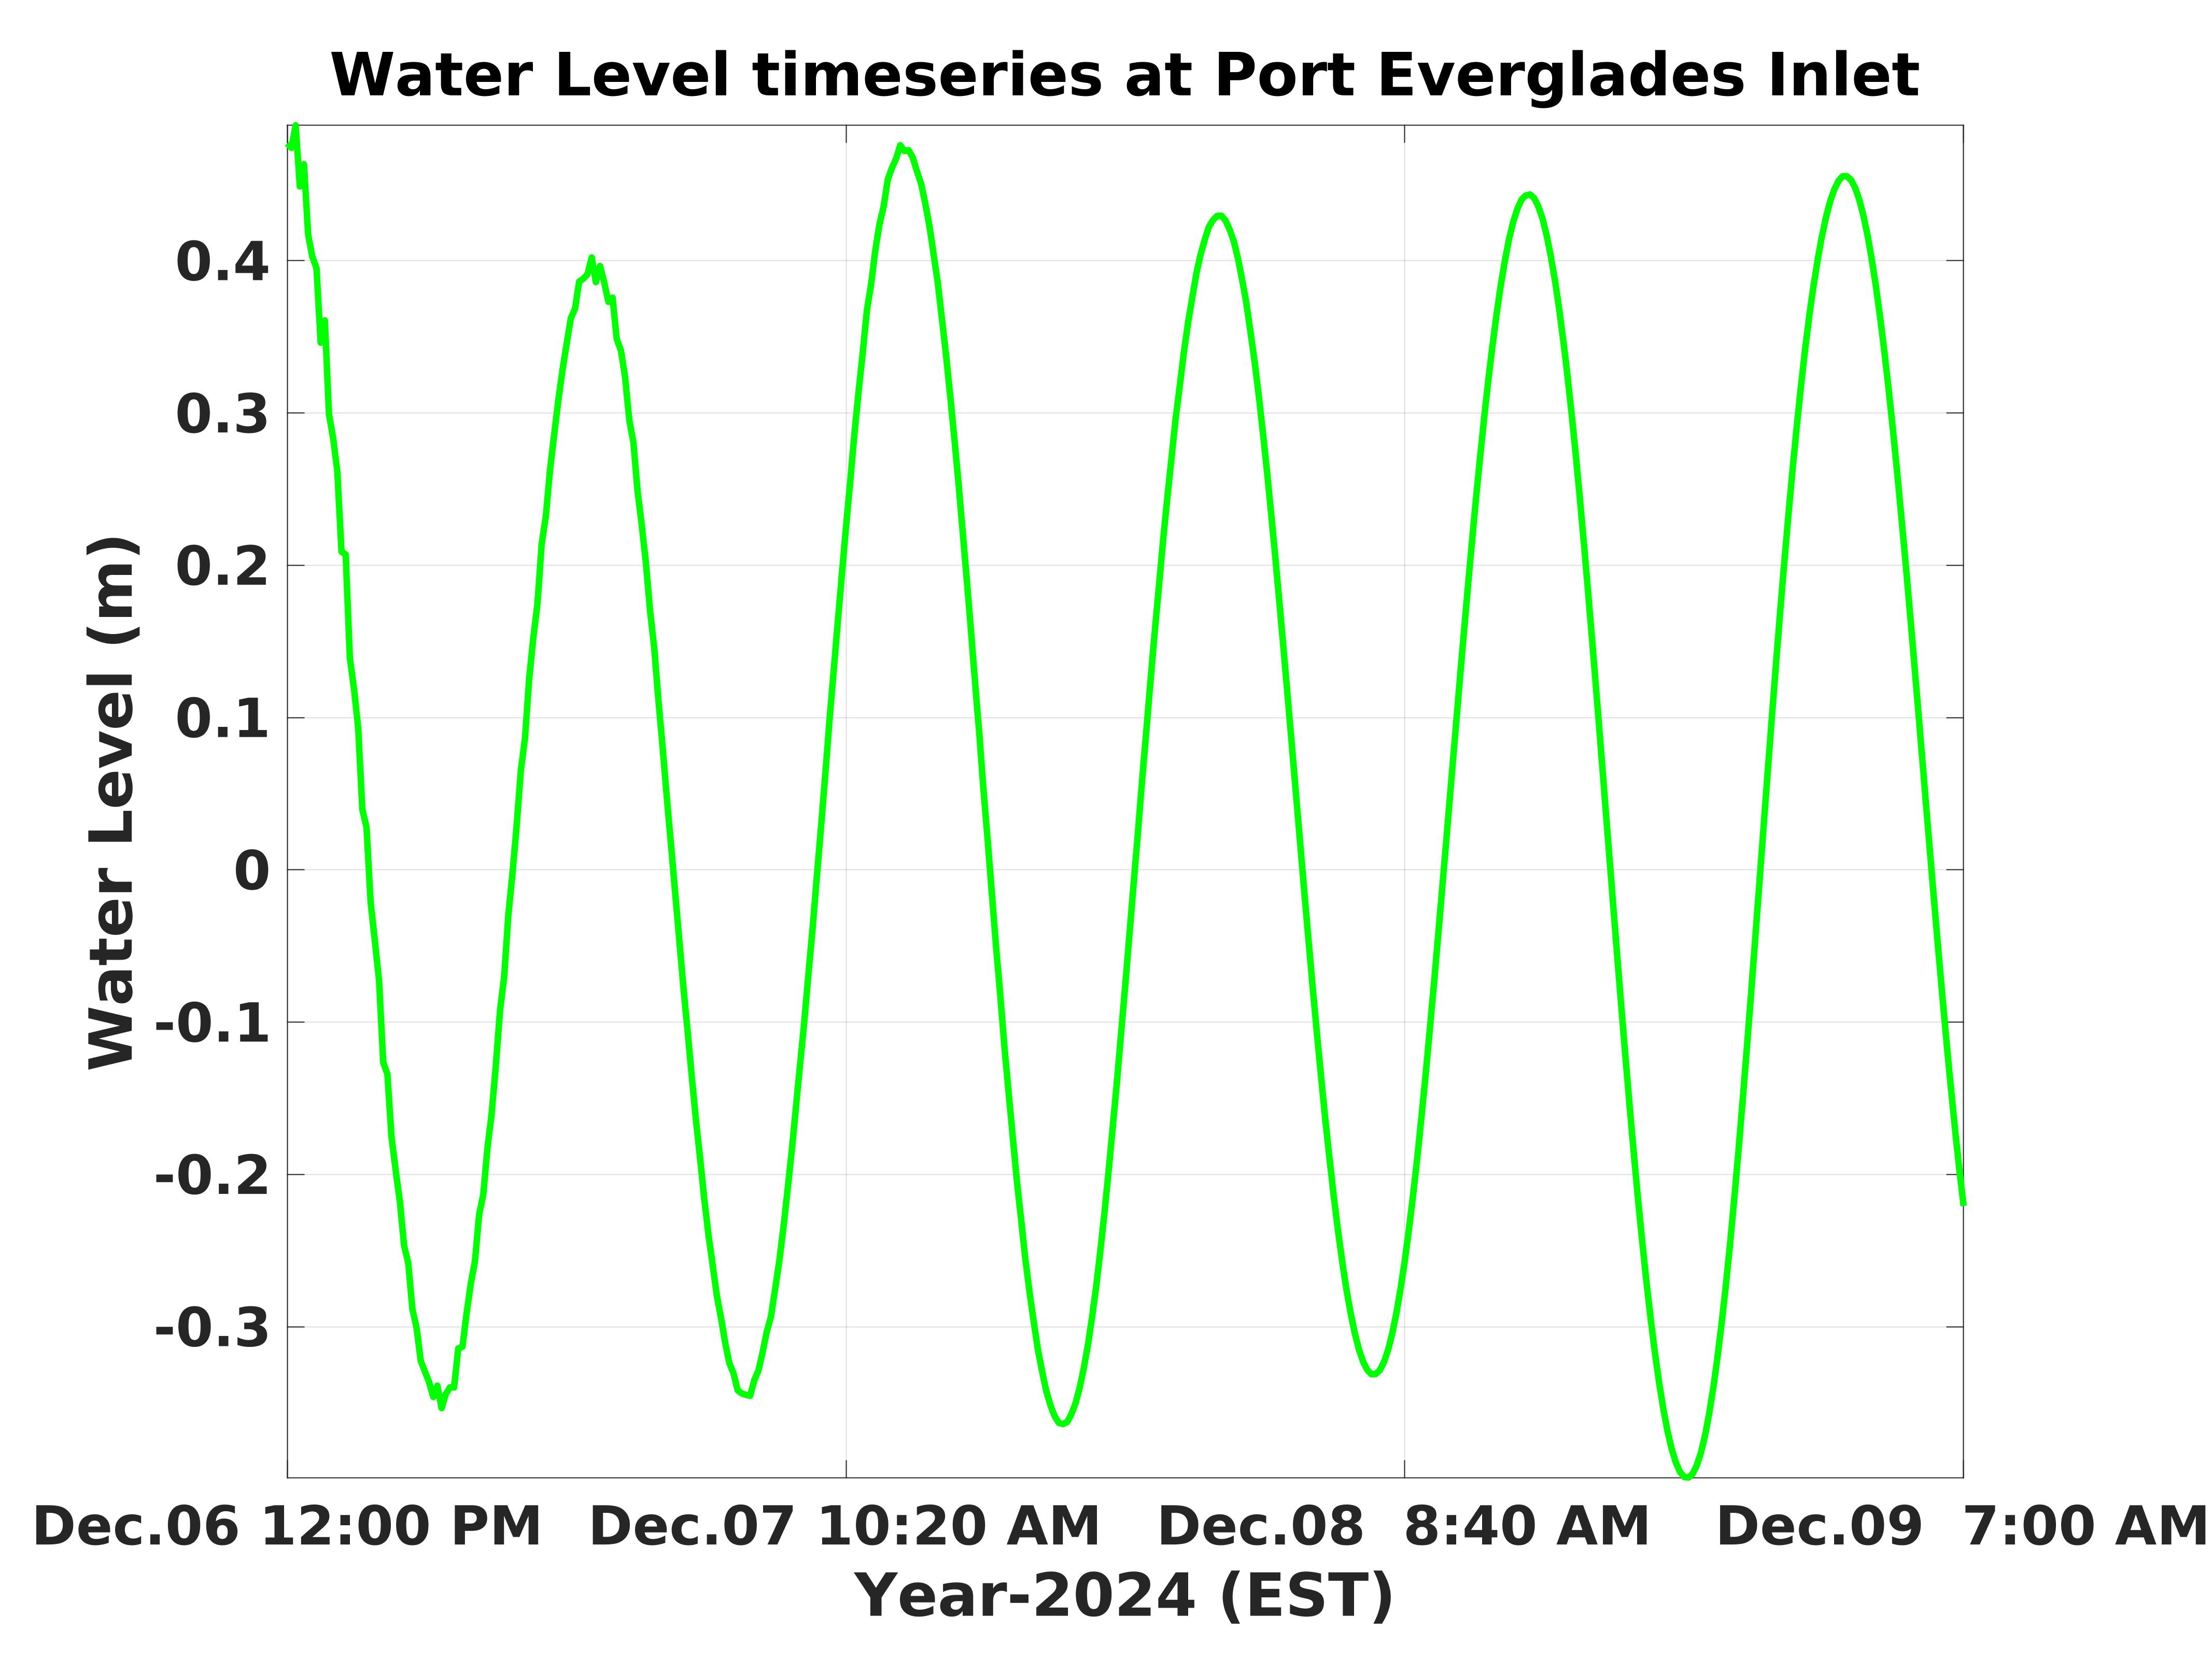 Water Level timeseries at Port Everglades Inlet
Water Level (m)
0.4
0.3
0.2
0.1
0
-0.1
-0.2
-0.3
Dec.06 12:00 PM Dec.07 10:20 AM Dec.08 8:40 AM Dec.09 7:00 AM
Year-2024 (EST)